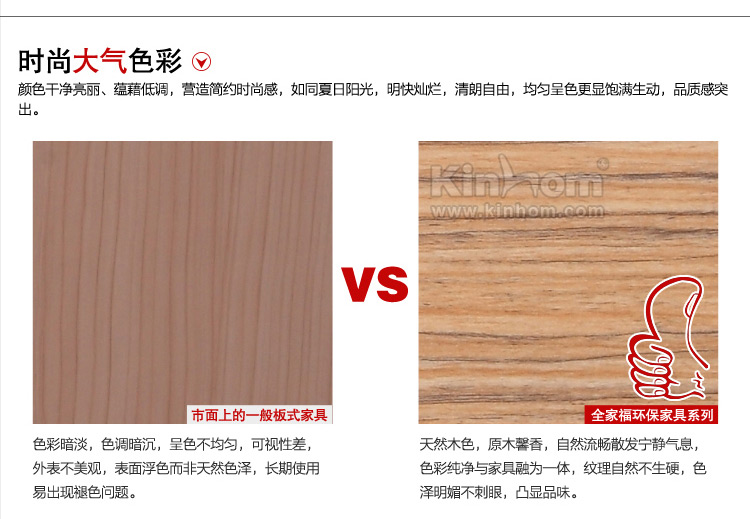 时尚大气色彩
颜色干净亮丽、蕴藉低调，营造简约时尚感，如同夏日阳光，明快灿烂，清朗自由，均匀呈色更显饱满生动，品质感突
出。
Kinhom®
www.kinhom.com
VS
市面上的一般板式家具
全家福环保家具系列
色彩暗淡，色调暗沉，呈色不均匀，可视性差，
外表不美观，表面浮色而非天然色泽，长期使用
易出现褪色问题。
天然木色，原木馨香，自然流畅散发宁静气息，
色彩纯净与家具融为一体，纹理自然不生硬，色
泽明媚不刺眼，凸显品味。